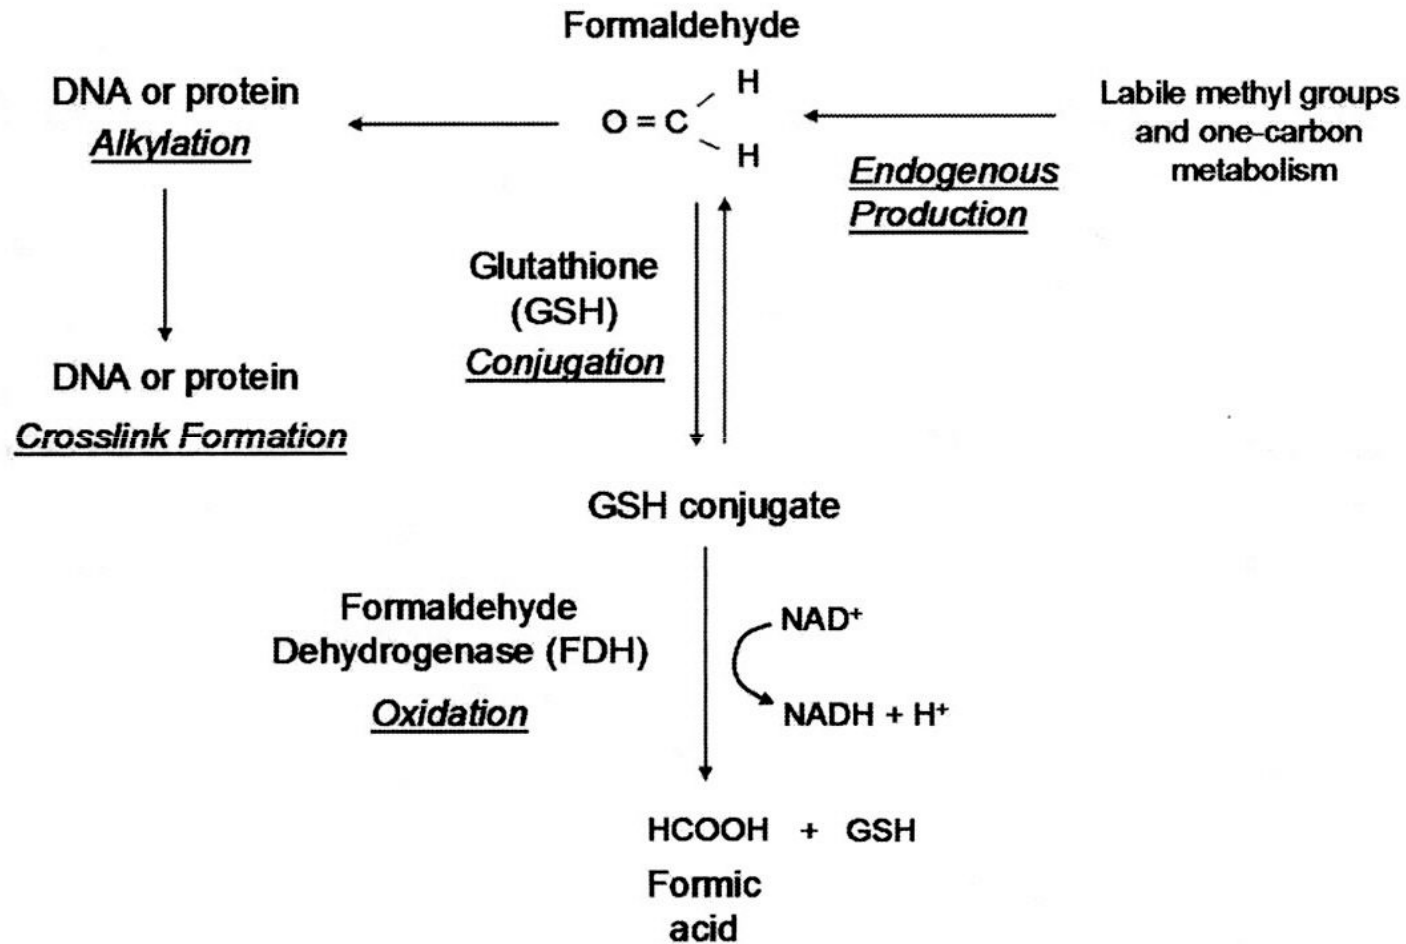 Formaldehyde
DNA or protein
Alkylation
O = C
H
H
Labile methyl groups
and one-carbon
metabolism
Endogenous
Production
Glutathione
(GSH)
Conjugation
DNA or protein
Crosslink Formation
GSH conjugate
Formaldehyde
Dehydrogenase (FDH)
Oxidation
NAD⁺
NADH + H⁺
HCOOH + GSH
Formic
acid